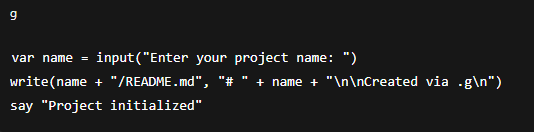 g
var name = input("Enter your project name: ")
write(name + "/README.md", "# " + name + "\n\nCreated via .g\n")
say "Project initialized"